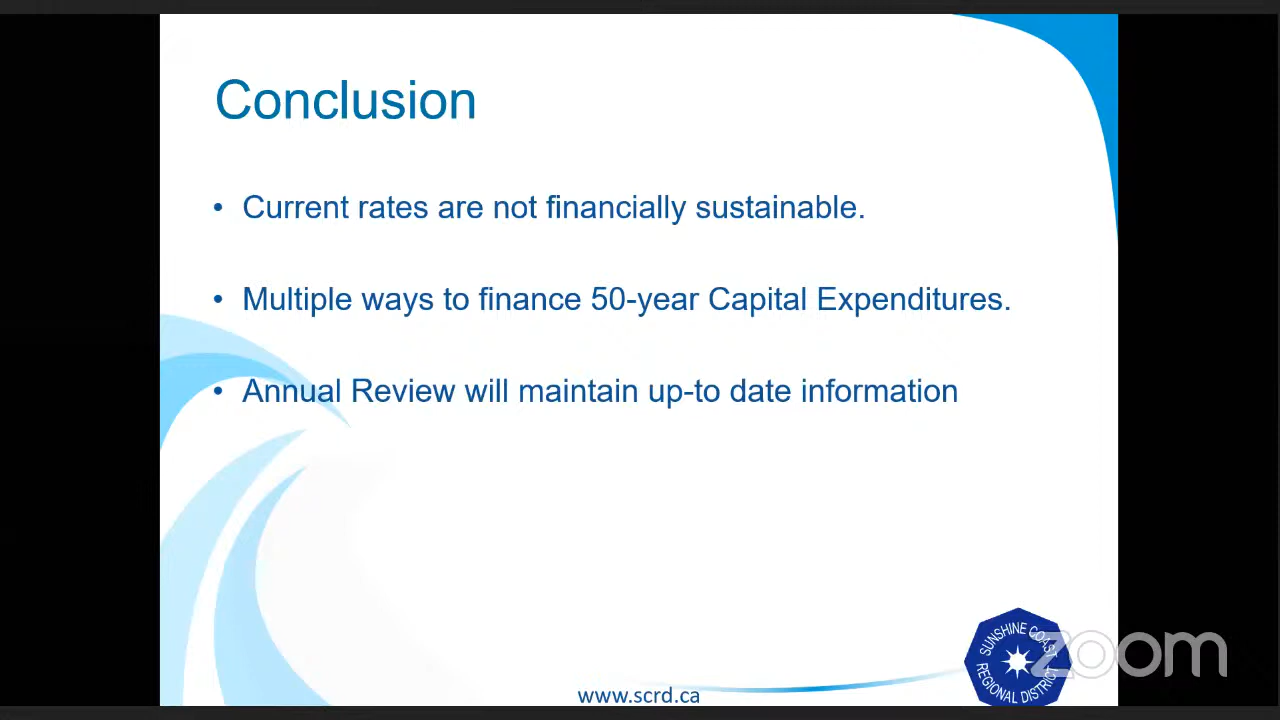 Conclusion
• Current rates are not financially sustainable.
• Multiple ways to finance 50-year Capital Expenditures.
• Annual Review will maintain up-to date information
SUNSHINE COAST
REGIONAL DISTRICT
zoom
www.scrd.ca